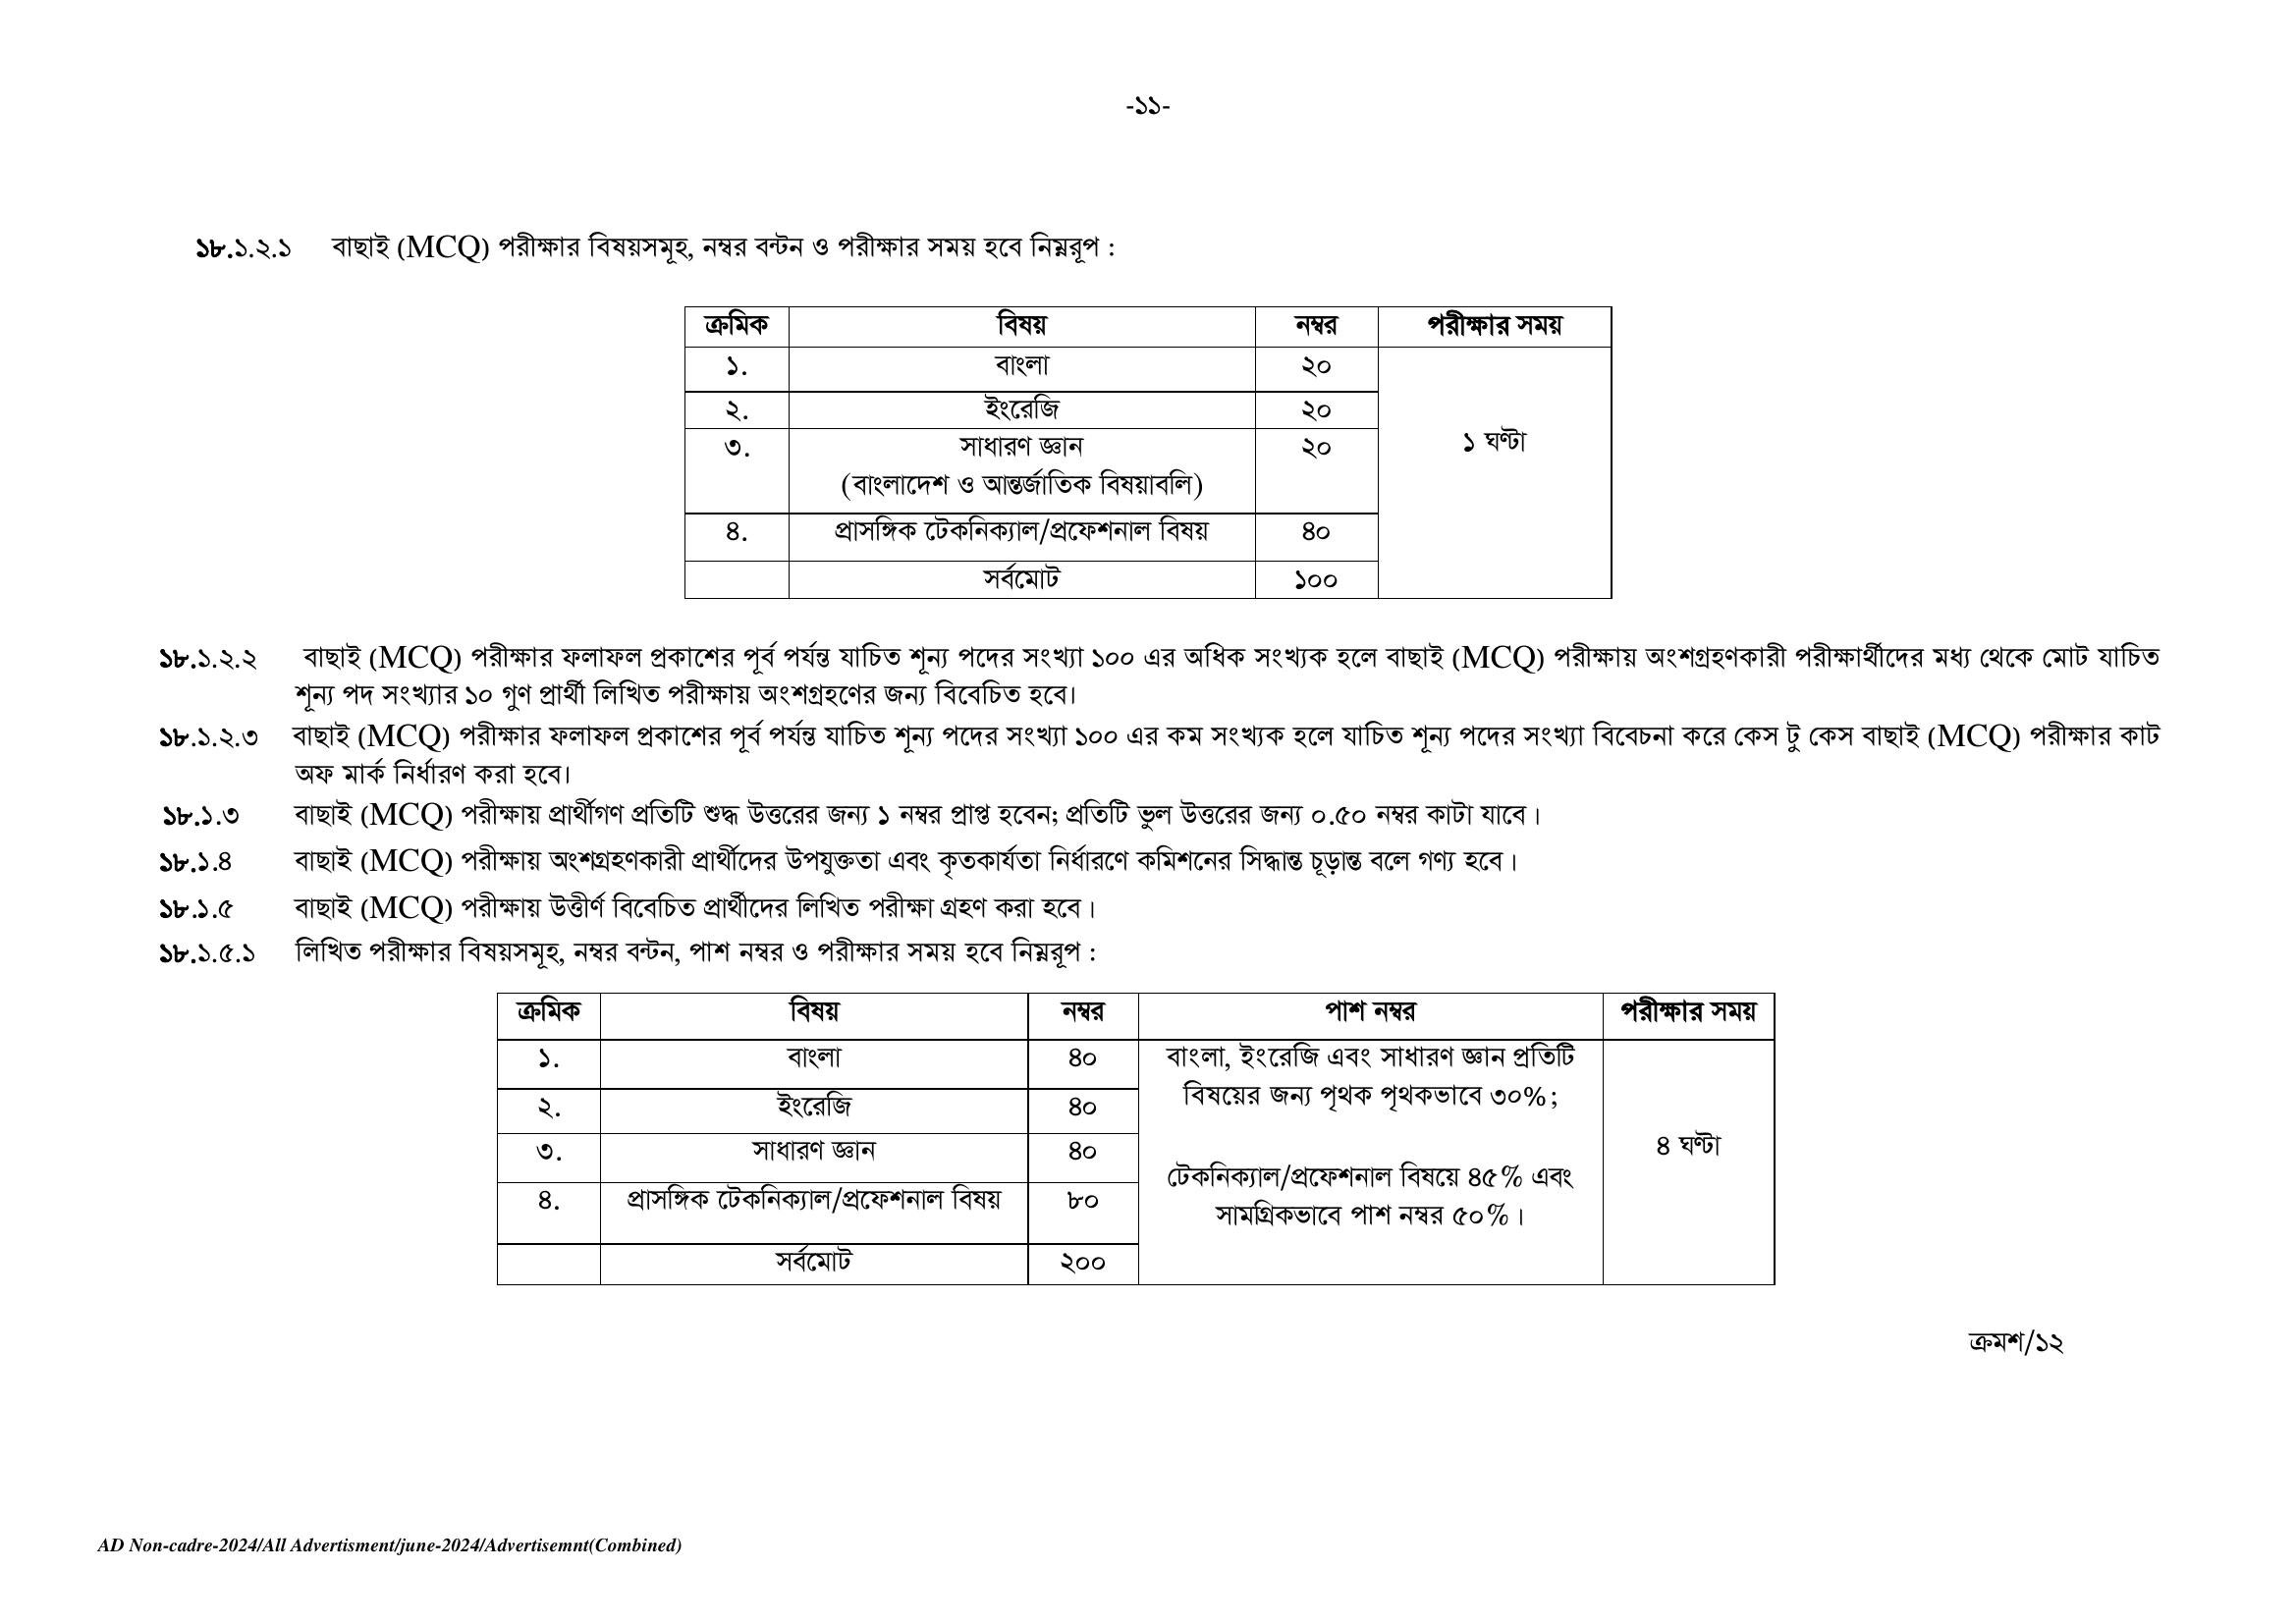 -১১-
১৮.১.২.১ বাছাই (MCQ) পরীক্ষার বিষয়সমূহ, নম্বর বন্টন ও পরীক্ষার সময় হবে নিম্নরূপ :
ক্রমিক বিষয় নম্বর পরীক্ষার সময়
১. বাংলা ২০
২. ইংরেজি ২০
১ ঘণ্টা
৩. সাধারণ জ্ঞান ২০
(বাংলাদেশ ও আন্তর্জাতিক বিষয়াবলি)
৪. প্রাসঙ্গিক টেকনিক্যাল/প্রফেশনাল বিষয় ৪০
সর্বমোট ১০০
১৮.১.২.২ বাছাই (MCQ) পরীক্ষার ফলাফল প্রকাশের পূর্ব পর্যন্ত যাচিত শূন্য পদের সংখ্যা ১০০ এর অধিক সংখ্যক হলে বাছাই (MCQ) পরীক্ষায় অংশগ্রহণকারী পরীক্ষার্থীদের মধ্য থেকে মোট যাচিত
শূন্য পদ সংখ্যার ১০ গুণ প্রার্থী লিখিত পরীক্ষায় অংশগ্রহণের জন্য বিবেচিত হবে।
১৮.১.২.৩ বাছাই (MCQ) পরীক্ষার ফলাফল প্রকাশের পূর্ব পর্যন্ত যাচিত শূন্য পদের সংখ্যা ১০০ এর কম সংখ্যক হলে যাচিত শূন্য পদের সংখ্যা বিবেচনা করে কেস টু কেস বাছাই (MCQ) পরীক্ষার কাট
অফ মার্ক নির্ধারণ করা হবে।
১৮.১.৩ বাছাই (MCQ) পরীক্ষায় প্রার্থীগণ প্রতিটি শুদ্ধ উত্তরের জন্য ১ নম্বর প্রাপ্ত হবেন; প্রতিটি ভুল উত্তরের জন্য ০.৫০ নম্বর কাটা যাবে।
১৮.১.৪ বাছাই (MCQ) পরীক্ষায় অংশগ্রহণকারী প্রার্থীদের উপযুক্ততা এবং কৃতকার্যতা নির্ধারণে কমিশনের সিদ্ধান্ত চূড়ান্ত বলে গণ্য হবে।
১৮.১.৫ বাছাই (MCQ) পরীক্ষায় উত্তীর্ণ বিবেচিত প্রার্থীদের লিখিত পরীক্ষা গ্রহণ করা হবে।
১৮.১.৫.১ লিখিত পরীক্ষার বিষয়সমূহ, নম্বর বন্টন, পাশ নম্বর ও পরীক্ষার সময় হবে নিম্নরূপ :
ক্রমিক বিষয় নম্বর পাশ নম্বর পরীক্ষার সময়
১. বাংলা ৪০ বাংলা, ইংরেজি এবং সাধারণ জ্ঞান প্রতিটি
বিষয়ের জন্য পৃথক পৃথকভাবে ৩০%;
২. ইংরেজি ৪০
৩. সাধারণ জ্ঞান ৪০ ৪ ঘণ্টা
টেকনিক্যাল/প্রফেশনাল বিষয়ে ৪৫% এবং
৪. প্রাসঙ্গিক টেকনিক্যাল/প্রফেশনাল বিষয় ৮০
সামগ্রিকভাবে পাশ নম্বর ৫০%।
সর্বমোট ২০০
ক্রমশ/১২
AD Non-cadre-2024/All Advertisment/june-2024/Advertisemnt(Combined)